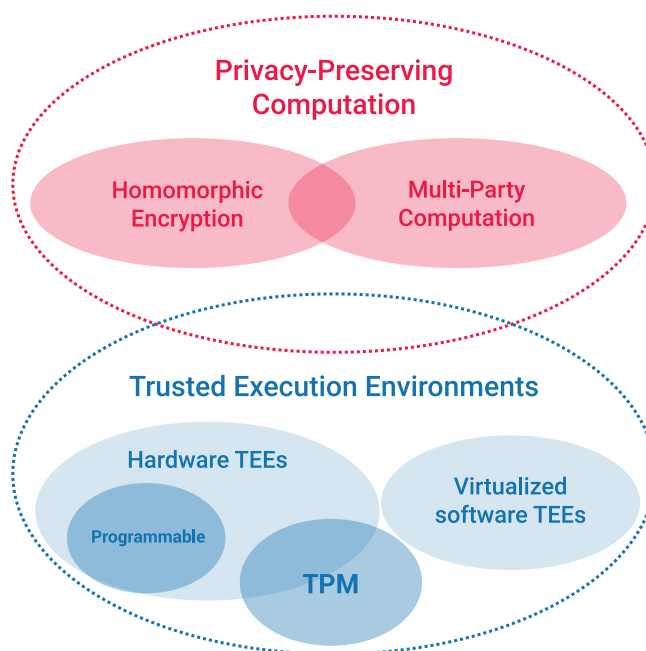 Privacy-Preserving
Computation
Homomorphic
Encryption
Multi-Party
Computation
Trusted Execution Environments
Hardware TEEs
Programmable
Virtualized
software TEEs
TPM